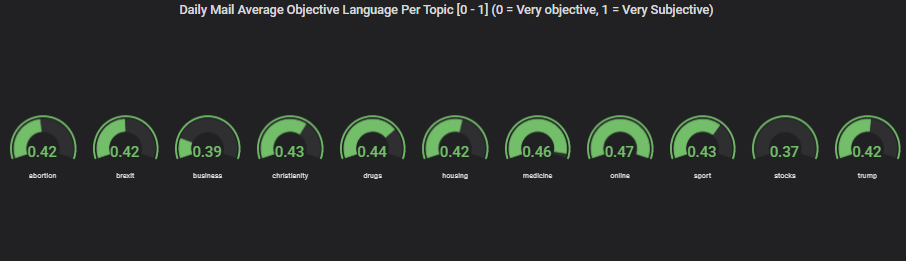 Daily Mail Average Objective Language Per Topic [0 - 1] (0 = Very objective, 1 = Very Subjective)
0.42 0.42 0.39 0.43 0.44 0.42 0.46 0.47 0.43 0.37 0.42
abortion brexit business christianity drugs housing medicine online sport stocks trump